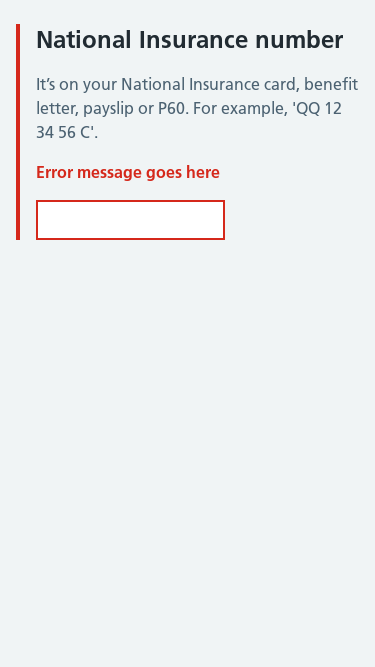 National Insurance number
It’s on your National Insurance card, benefit
letter, payslip or P60. For example, 'QQ 12
34 56 C'.
Error message goes here